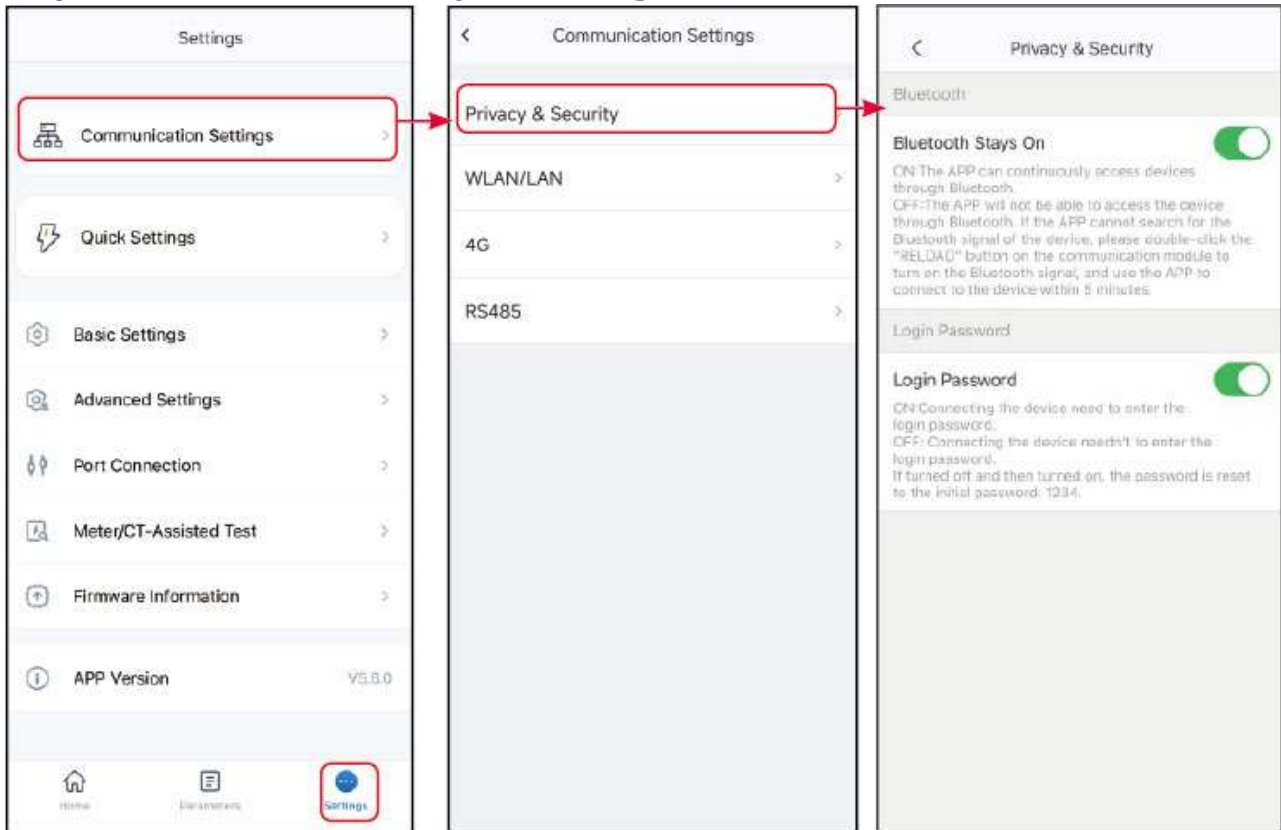 Settings
Communication Settings
Quick Settings
Basic Settings
Advanced Settings
Port Connection
Meter/CT-Assisted Test
Firmware Information
APP Version
Home
Parameters
Settings
Communication Settings
Privacy & Security
WLAN/LAN
4G
RS485
Privacy & Security
Bluetooth
Bluetooth Stays On
ON:The APP can continuously access devices
through Bluetooth.
OFF:The APP will not be able to access the device
through Bluetooth. If the APP cannot search for the
Bluetooth signal of the device, please double-click the
"RELOAD" button on the communication module to
turn on the Bluetooth signal, and use the APP to
connect to the device within 5 minutes.
Login Password
Login Password
ON:Connecting the device need to enter the
login password.
OFF: Connecting the device needn't to enter the
login password.
If turned off and then turned on, the password is reset
to the initial password: 1234.